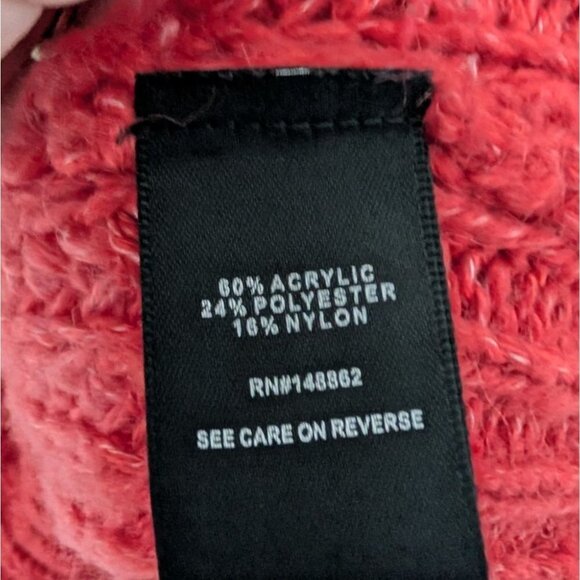 60% ACRYLIC
24% POLYESTER
16% NYLON
RN#148862
SEE CARE ON REVERSE